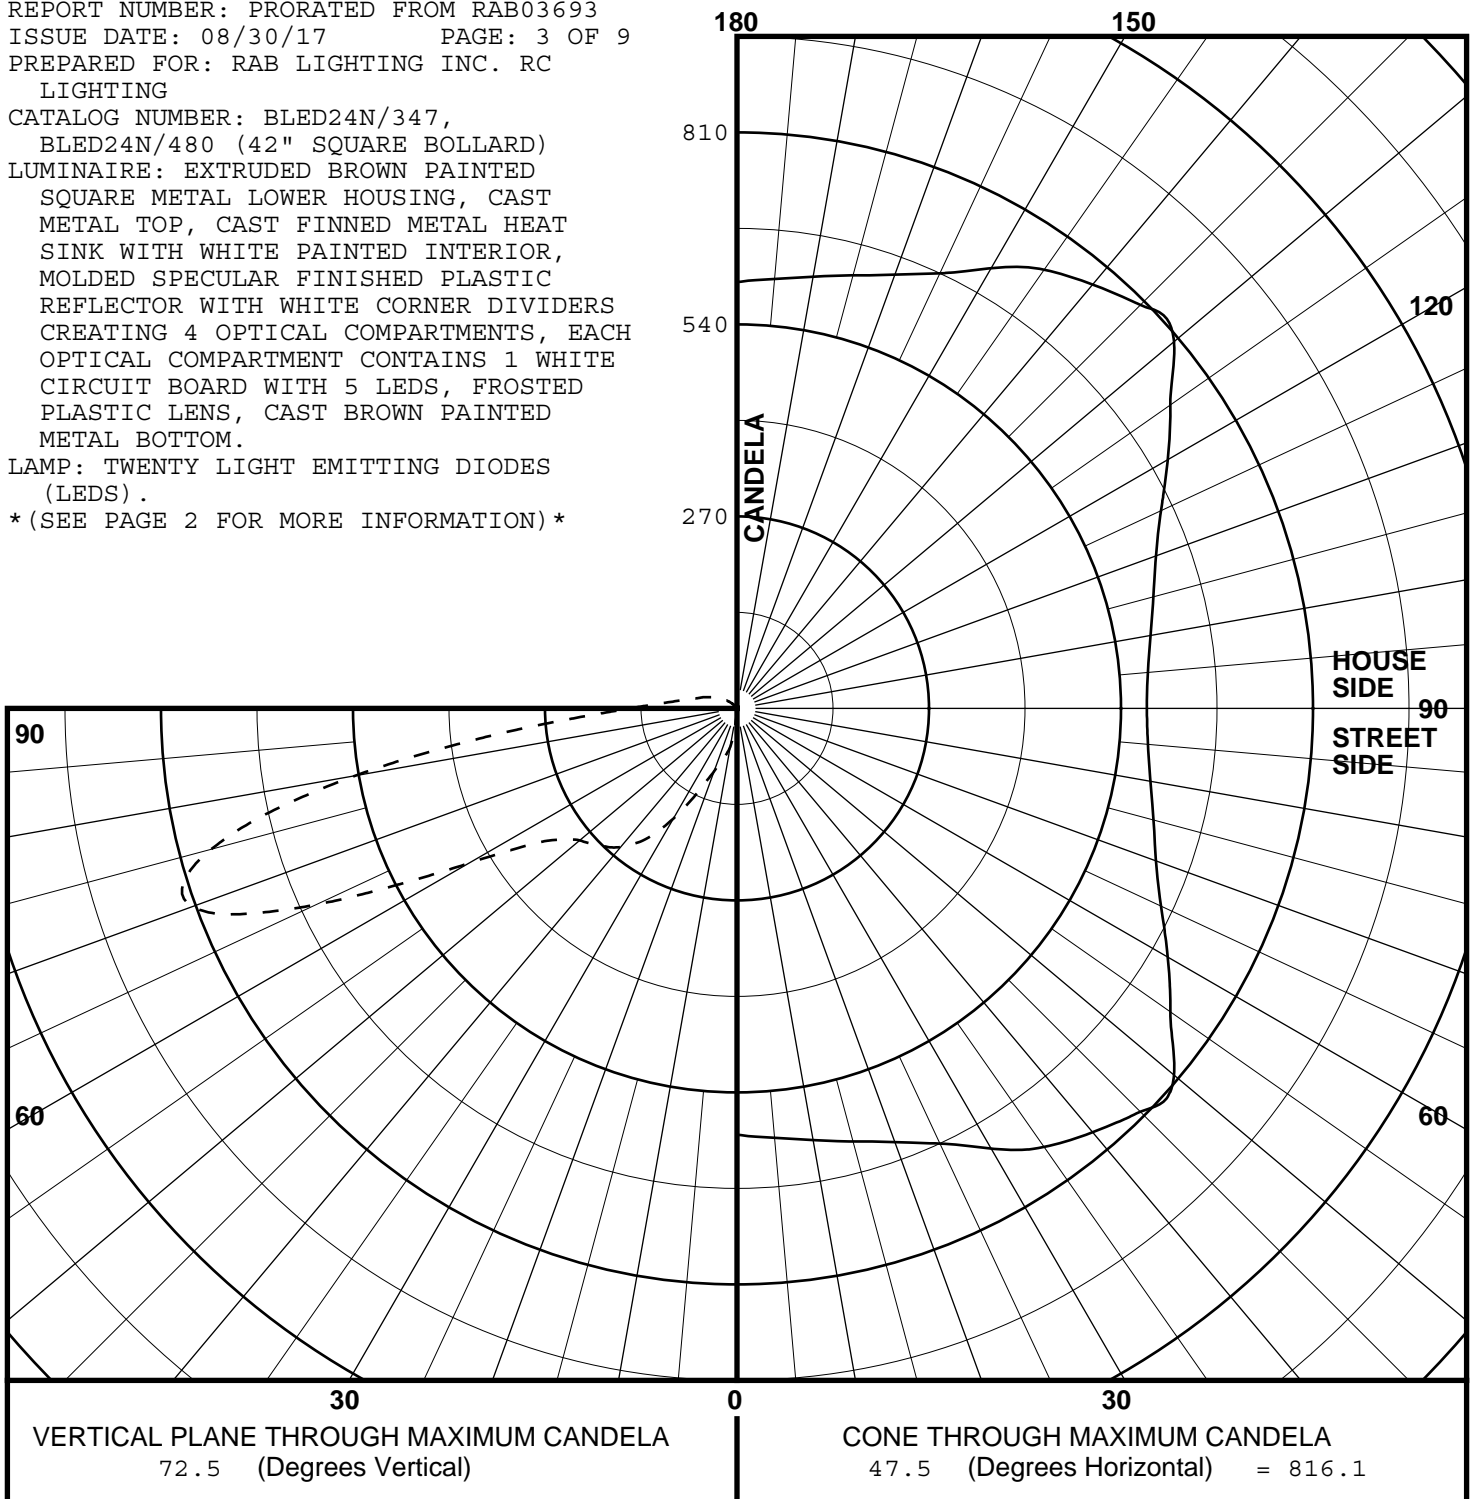 REPORT NUMBER: PRORATED FROM RAB03693
ISSUE DATE: 08/30/17 PAGE: 3 OF 9
PREPARED FOR: RAB LIGHTING INC. RC
LIGHTING
CATALOG NUMBER: BLED24N/347,
BLED24N/480 (42" SQUARE BOLLARD)
LUMINAIRE: EXTRUDED BROWN PAINTED
SQUARE METAL LOWER HOUSING, CAST
METAL TOP, CAST FINNED METAL HEAT
SINK WITH WHITE PAINTED INTERIOR,
MOLDED SPECULAR FINISHED PLASTIC
REFLECTOR WITH WHITE CORNER DIVIDERS
CREATING 4 OPTICAL COMPARTMENTS, EACH
OPTICAL COMPARTMENT CONTAINS 1 WHITE
CIRCUIT BOARD WITH 5 LEDS, FROSTED
PLASTIC LENS, CAST BROWN PAINTED
METAL BOTTOM.
LAMP: TWENTY LIGHT EMITTING DIODES
(LEDS).
*(SEE PAGE 2 FOR MORE INFORMATION)*
180
150
810
120
540
CANDELA
270
HOUSE
SIDE
90
90
STREET
SIDE
60
60
30
0
30
VERTICAL PLANE THROUGH MAXIMUM CANDELA
72.5 (Degrees Vertical)
CONE THROUGH MAXIMUM CANDELA
47.5 (Degrees Horizontal) = 816.1